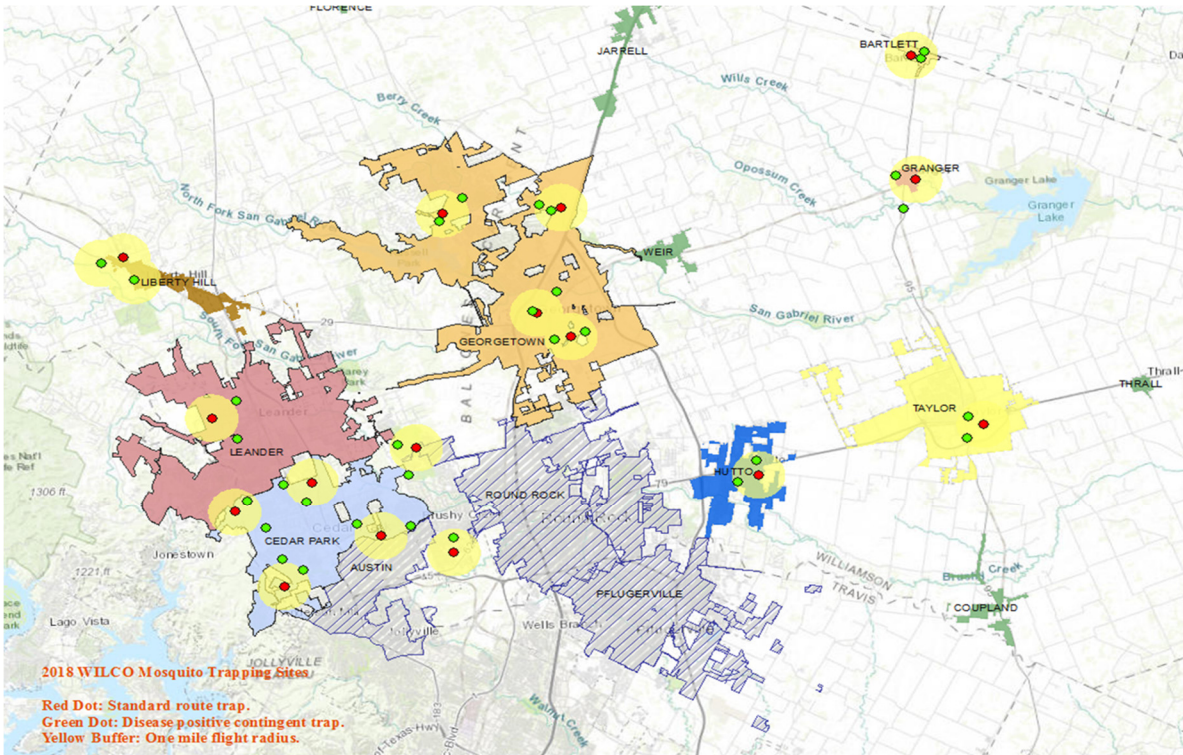 FLORENCE
JARRELL
BARTLETT
Wills Creek
Berry Creek
Opossum Creek
GRANGER
Granger Lake
Granger
Lake
North Fork San Gabriel
WEIR
LIBERTY HILL
95
San Gabriel River
29
South Fork
San Gabriel River
GEORGETOWN
BALC
Leander
LEANDER
TAYLOR
THRALL
Thrall
HUTTO
79
1306 ft
ROUND ROCK
Round Rock
CEDAR PARK
Jonestown
AUSTIN
1221 ft
WILLIAMSON
TRAVIS
Brushy Creek
COUPLAND
PFLUGERVILLE
Lago Vista
Wells Branch
Jollyville
JOLLYVILLE
Walnut Creek
183
2018 WILCO Mosquito Trapping Sites
Red Dot: Standard route trap.
Green Dot: Disease positive contingent trap.
Yellow Buffer: One mile flight radius.